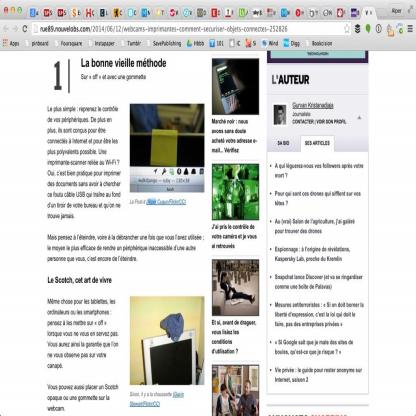 Alper
rue89.nouvelobs.com/2014/06/12/webcams-imprimantes-comment-securiser-objets-connectes-252826
Apps pinboard Foursquare Tumblr SavePublishing Hbbb 101 SI Wind Digg Bookision
1 La bonne vieille méthode
Sur « off » et avec une gommette
Le plus simple : reprenez le contrôle
de vos périphériques. De plus en
plus, ils sont conçus pour être
connectés à Internet et pour être les
plus polyvalents possible. Une
imprimante-scanner reliée au Wi-Fi ?
Oui, c'est bien pratique pour imprimer
des documents sans avoir à chercher
ce foutu câble USB qui traîne au fond
d'un tiroir de votre bureau et qu'on ne
trouve jamais.
Mais pensez à l'éteindre, voire à la débrancher une fois que vous l'avez utilisée ;
le moyen le plus efficace de rendre un périphérique inaccessible d'une autre
personne que vous, c'est encore de l'éteindre.
Le Scotch, cet art de vivre
Même chose pour les tablettes, les
ordinateurs ou les smartphones :
pensez à les mettre sur « off »
lorsque vous ne vous en servez pas.
Vous aurez ainsi la garantie que l'on
ne vous observe pas sur votre
canapé.
Vous pouvez aussi placer un Scotch
opaque ou une gommette sur la
webcam.
Sinon, il y a la chaussette (Gavin
Stewart/Flickr/CC)
Marché noir : nous
avons sans doute
acheté votre adresse e-
mail... Vérifiez
J'ai pris le contrôle de
votre caméra et je vous
ai retrouvés
Et si, avant de draguer,
vous lisiez les
conditions
d'utilisation ?
L'AUTEUR
Gurvan Kristanadjaja
Journaliste
CONTACTER | VOIR SON PROFIL
SA BIO SES ARTICLES
A qui léguerez-vous vos followers après votre
mort ?
Pour qui sont ces drones qui sifflent sur vos
têtes ?
Au (vrai) Salon de l'agriculture, j'ai galéré
pour trouver des drones
Espionnage : à l'origine de révélations,
Kaspersky Lab, proche du Kremlin
Snapchat lance Discover (et va se ringardiser
comme une boîte de Palavas)
Mesures antiterroristes : « Si on doit borner la
liberté d'expression, c'est la loi qui doit le
faire, pas des entreprises privées »
« Si Google sait que je mate des sites de
boules, qu'est-ce que je risque ? »
Vie privée : le guide pour rester anonyme sur
Internet, saison 2